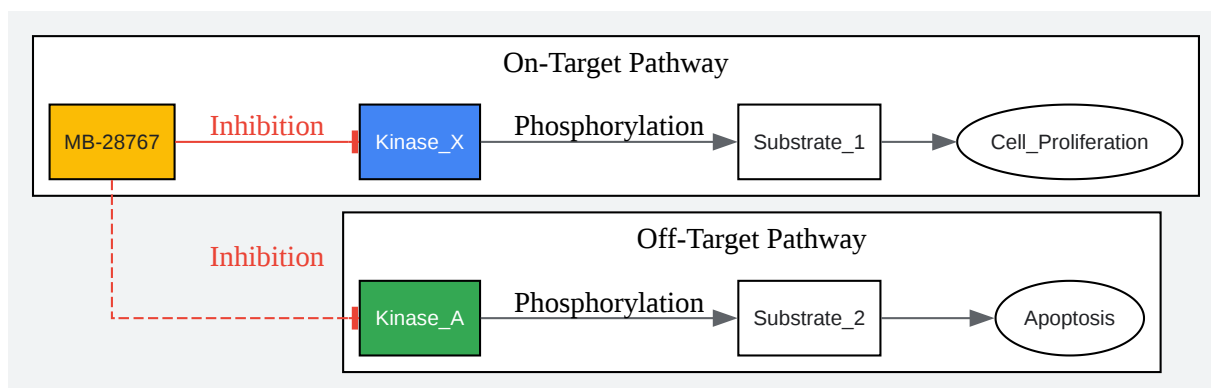 On-Target Pathway
MB-28767
Inhibition
Kinase_X
Phosphorylation
Substrate_1
Cell_Proliferation
Off-Target Pathway
Inhibition
Kinase_A
Phosphorylation
Substrate_2
Apoptosis